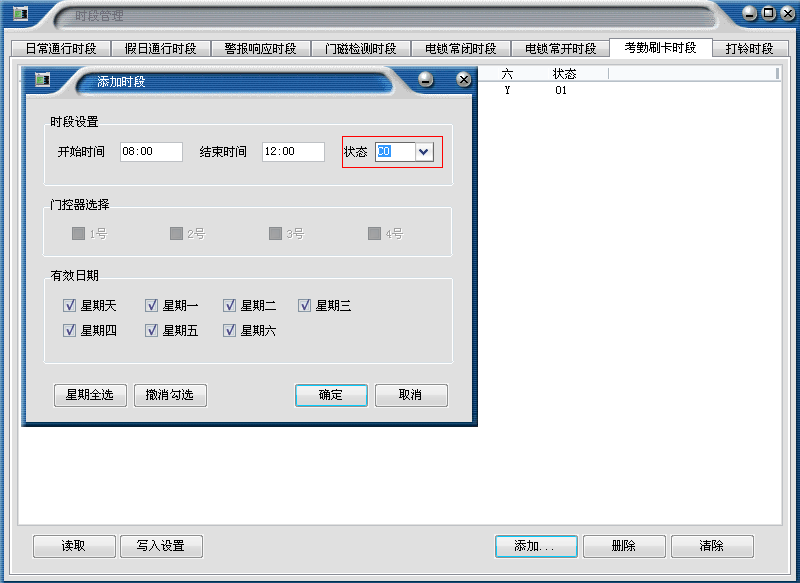 时段管理
日常通行时段 假日通行时段 警报响应时段 门磁检测时段 电锁常闭时段 电锁常开时段 考勤刷卡时段 打铃时段
六 状态
Y 01
添加时段
时段设置
开始时间 08:00 结束时间 12:00 状态 C0
门控器选择
1号 2号 3号 4号
有效日期
星期天 星期一 星期二 星期三
星期四 星期五 星期六
星期全选 撤消勾选 确定 取消
读取 写入设置 添加... 删除 清除